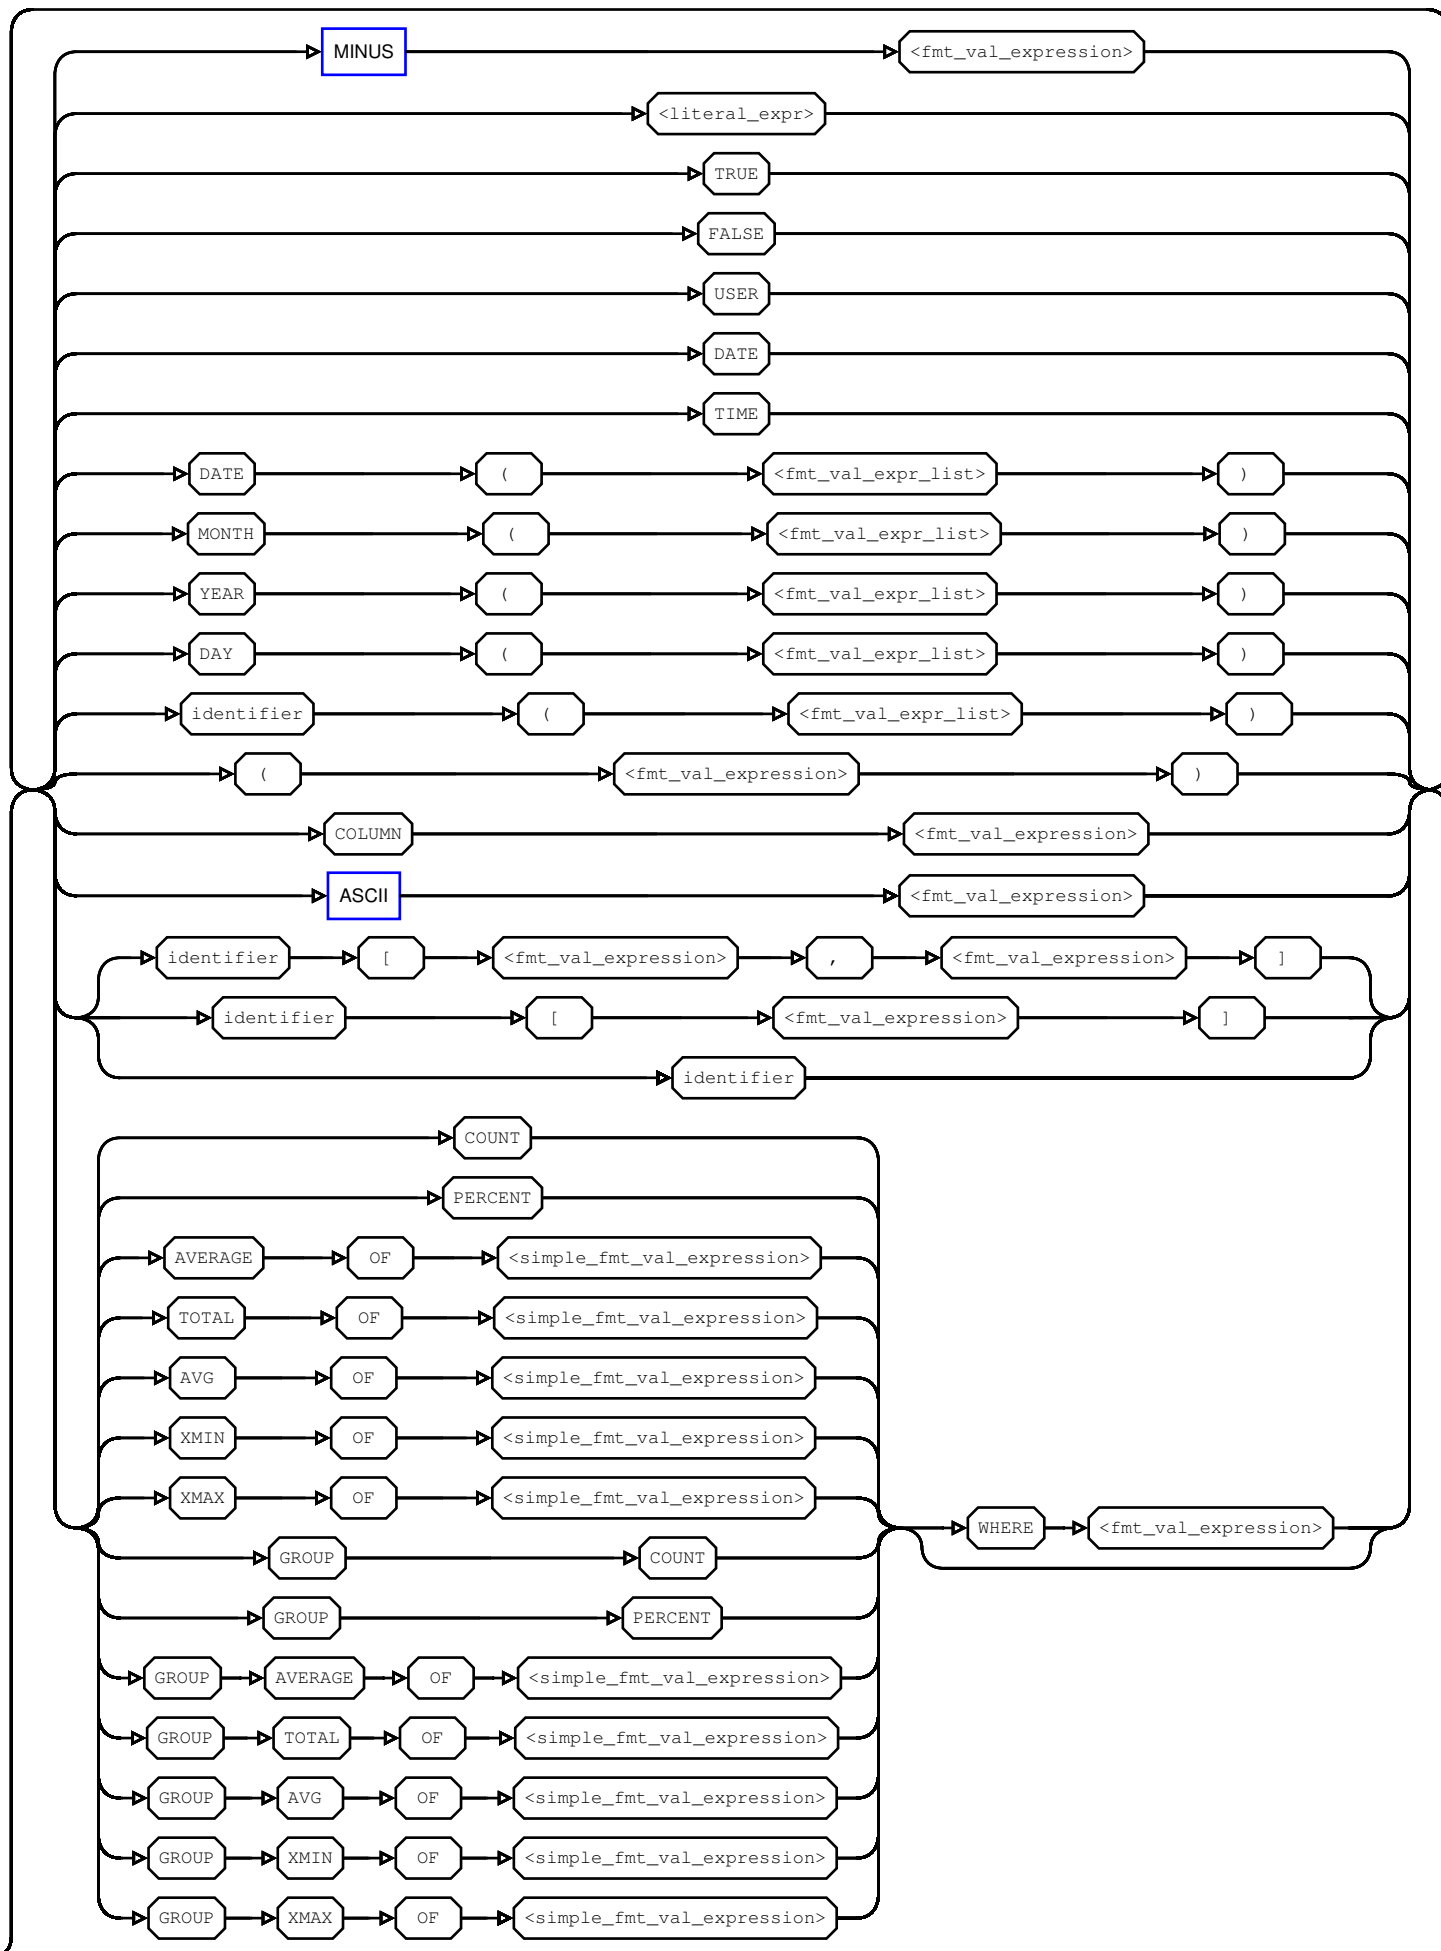 MINUS <fmt_val_expression>
<literal_expr>
TRUE
FALSE
USER
DATE
TIME
DATE ( <fmt_val_expr_list> )
MONTH ( <fmt_val_expr_list> )
YEAR ( <fmt_val_expr_list> )
DAY ( <fmt_val_expr_list> )
identifier ( <fmt_val_expr_list> )
( <fmt_val_expression> )
COLUMN <fmt_val_expression>
ASCII <fmt_val_expression>
identifier [ <fmt_val_expression> , <fmt_val_expression> ]
identifier [ <fmt_val_expression> ]
identifier
COUNT
PERCENT
AVERAGE OF <simple_fmt_val_expression>
TOTAL OF <simple_fmt_val_expression>
AVG OF <simple_fmt_val_expression>
XMIN OF <simple_fmt_val_expression>
XMAX OF <simple_fmt_val_expression>
WHERE <fmt_val_expression>
GROUP COUNT
GROUP PERCENT
GROUP AVERAGE OF <simple_fmt_val_expression>
GROUP TOTAL OF <simple_fmt_val_expression>
GROUP AVG OF <simple_fmt_val_expression>
GROUP XMIN OF <simple_fmt_val_expression>
GROUP XMAX OF <simple_fmt_val_expression>